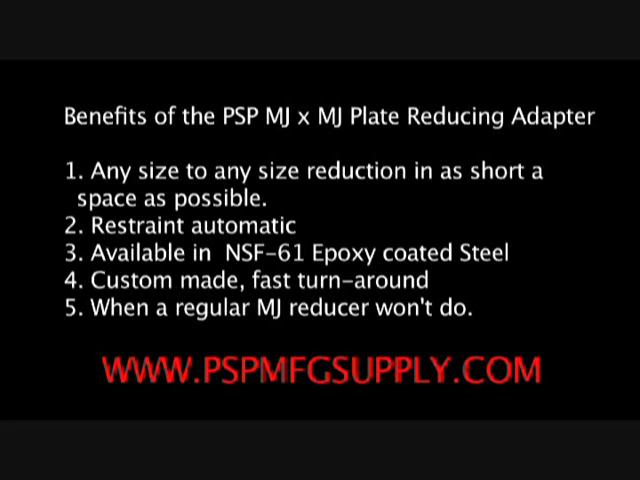 Benefits of the PSP MJ x MJ Plate Reducing Adapter
1. Any size to any size reduction in as short a
space as possible.
2. Restraint automatic
3. Available in  NSF-61 Epoxy coated Steel
4. Custom made, fast turn-around
5. When a regular MJ reducer won't do.
WWW.PSPMFGSUPPLY.COM